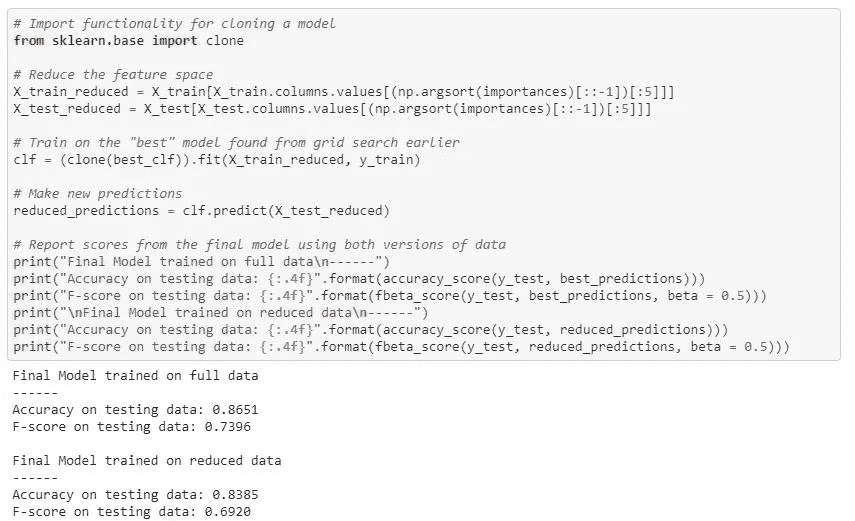 # Import functionality for cloning a model
from sklearn.base import clone
# Reduce the feature space
X_train_reduced = X_train[X_train.columns.values[(np.argsort(importances)[::-1])[:5]]]
X_test_reduced = X_test[X_test.columns.values[(np.argsort(importances)[::-1])[:5]]]
# Train on the "best" model found from grid search earlier
clf = (clone(best_clf)).fit(X_train_reduced, y_train)
# Make new predictions
reduced_predictions = clf.predict(X_test_reduced)
# Report scores from the final model using both versions of data
print("Final Model trained on full data\n------")
print("Accuracy on testing data: {:.4f}".format(accuracy_score(y_test, best_predictions)))
print("F-score on testing data: {:.4f}".format(fbeta_score(y_test, best_predictions, beta = 0.5)))
print("\nFinal Model trained on reduced data\n------")
print("Accuracy on testing data: {:.4f}".format(accuracy_score(y_test, reduced_predictions)))
print("F-score on testing data: {:.4f}".format(fbeta_score(y_test, reduced_predictions, beta = 0.5)))
Final Model trained on full data
------
Accuracy on testing data: 0.8651
F-score on testing data: 0.7396
Final Model trained on reduced data
------
Accuracy on testing data: 0.8385
F-score on testing data: 0.6920